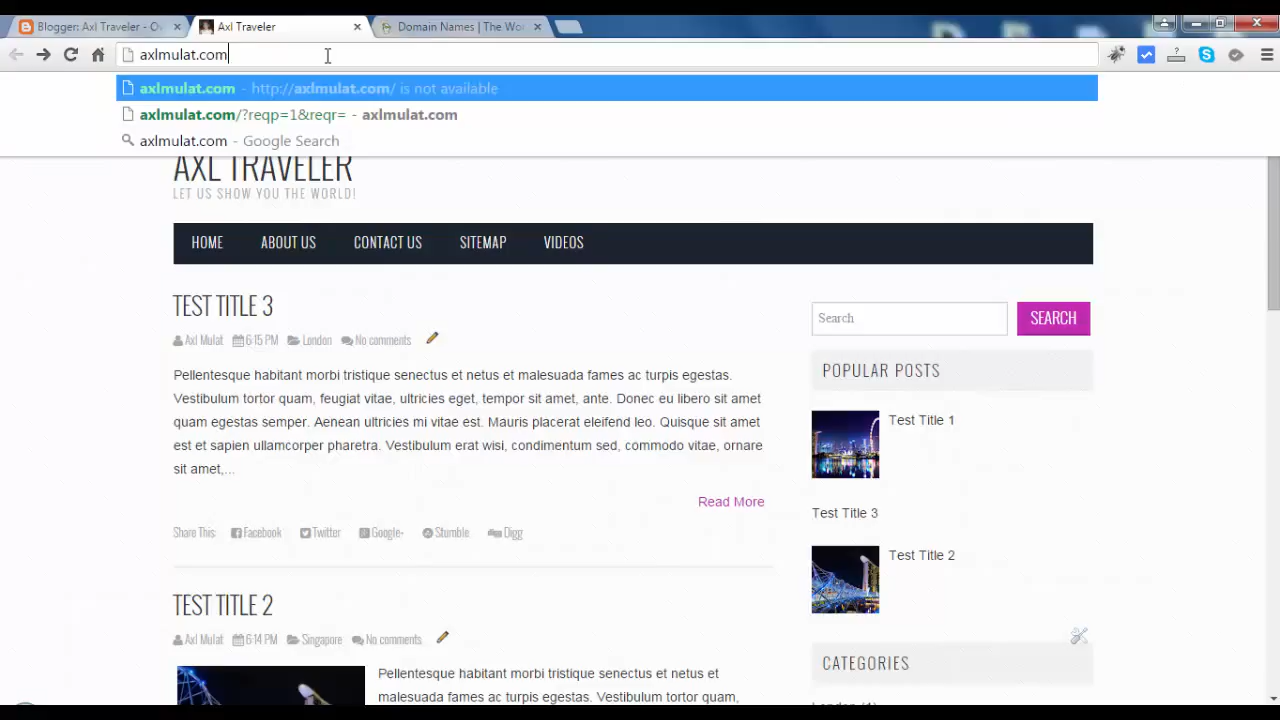 Blogger: Axl Traveler - Ov
Axl Traveler
Domain Names | The Wo
axlmulat.com
axlmulat.com - http://axlmulat.com/ is not available
axlmulat.com/?reqp=1&reqr= - axlmulat.com
axlmulat.com - Google Search
AXL TRAVELER
LET US SHOW YOU THE WORLD!
HOME ABOUT US CONTACT US SITEMAP VIDEOS
TEST TITLE 3
Axl Mulat 6:15 PM London No comments
Pellentesque habitant morbi tristique senectus et netus et malesuada fames ac turpis egestas.
Vestibulum tortor quam, feugiat vitae, ultricies eget, tempor sit amet, ante. Donec eu libero sit amet
quam egestas semper. Aenean ultricies mi vitae est. Mauris placerat eleifend leo. Quisque sit amet
est et sapien ullamcorper pharetra. Vestibulum erat wisi, condimentum sed, commodo vitae, ornare
sit amet,...
Read More
Share This: Facebook Twitter Google+ Stumble Digg
TEST TITLE 2
Axl Mulat 6:14 PM Singapore No comments
Pellentesque habitant morbi tristique senectus et netus et
malesuada fames ac turpis egestas. Vestibulum tortor quam,
Search
SEARCH
POPULAR POSTS
Test Title 1
Test Title 3
Test Title 2
CATEGORIES
London (1)